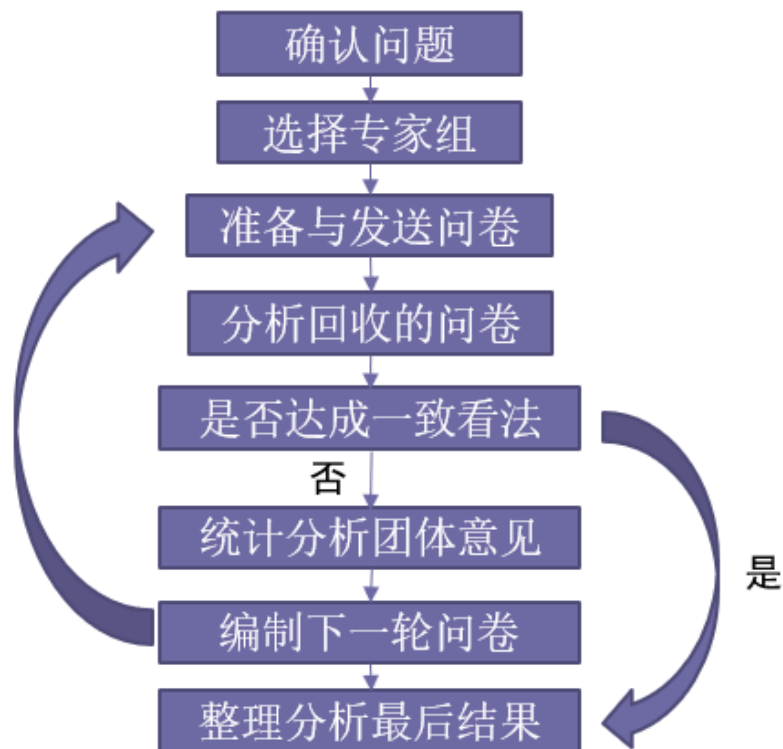 确认问题
选择专家组
准备与发送问卷
分析回收的问卷
是否达成一致看法
否
统计分析团体意见
是
编制下一轮问卷
整理分析最后结果